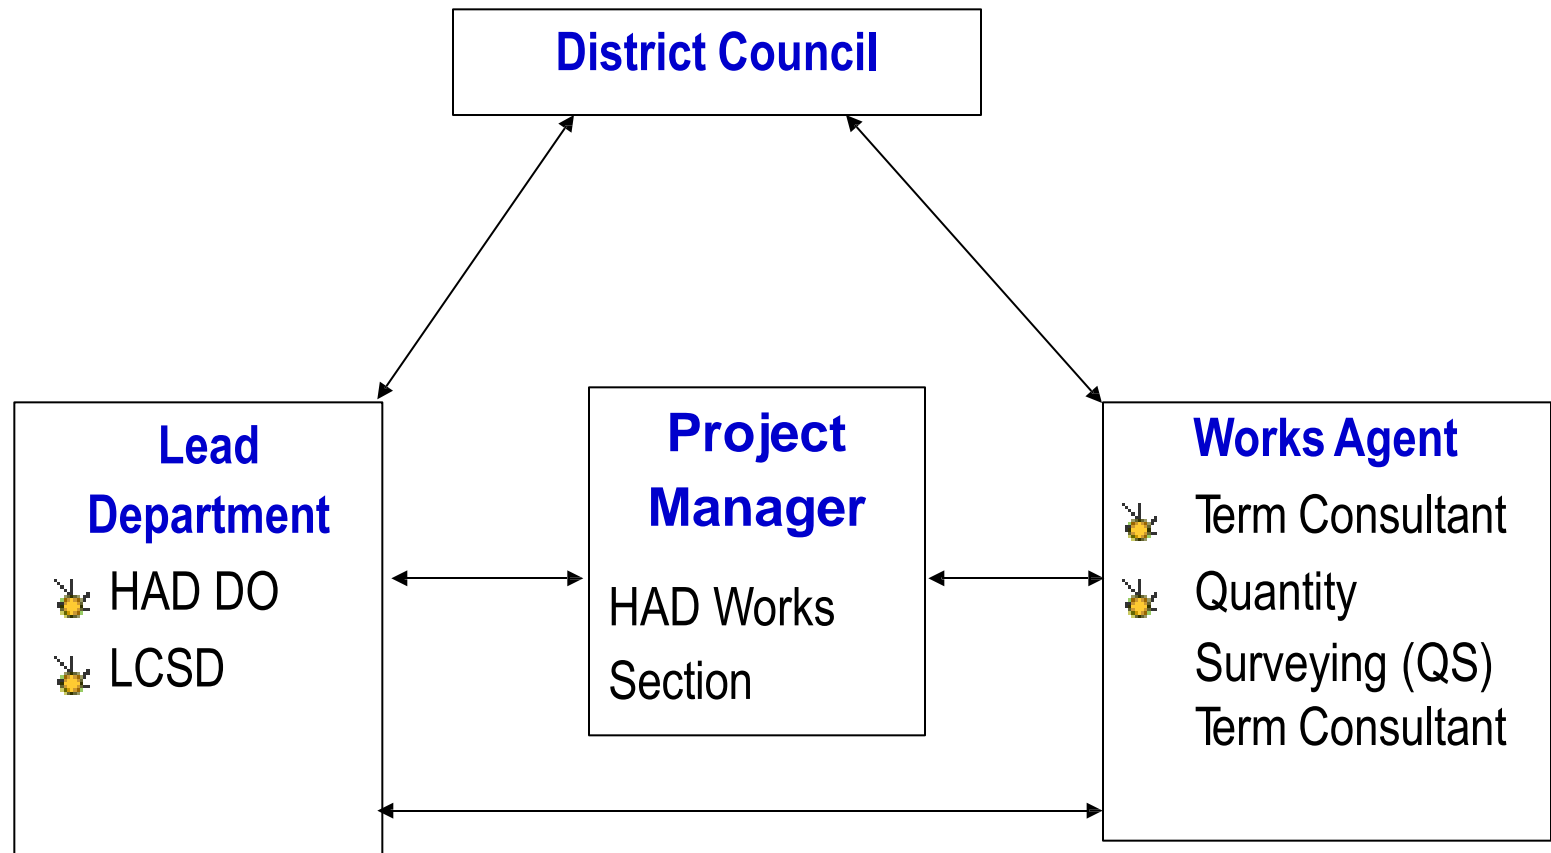 District Council
Lead
Department
HAD DO
LCSD
Project
Manager
HAD Works
Section
Works Agent
Term Consultant
Quantity
Surveying (QS)
Term Consultant